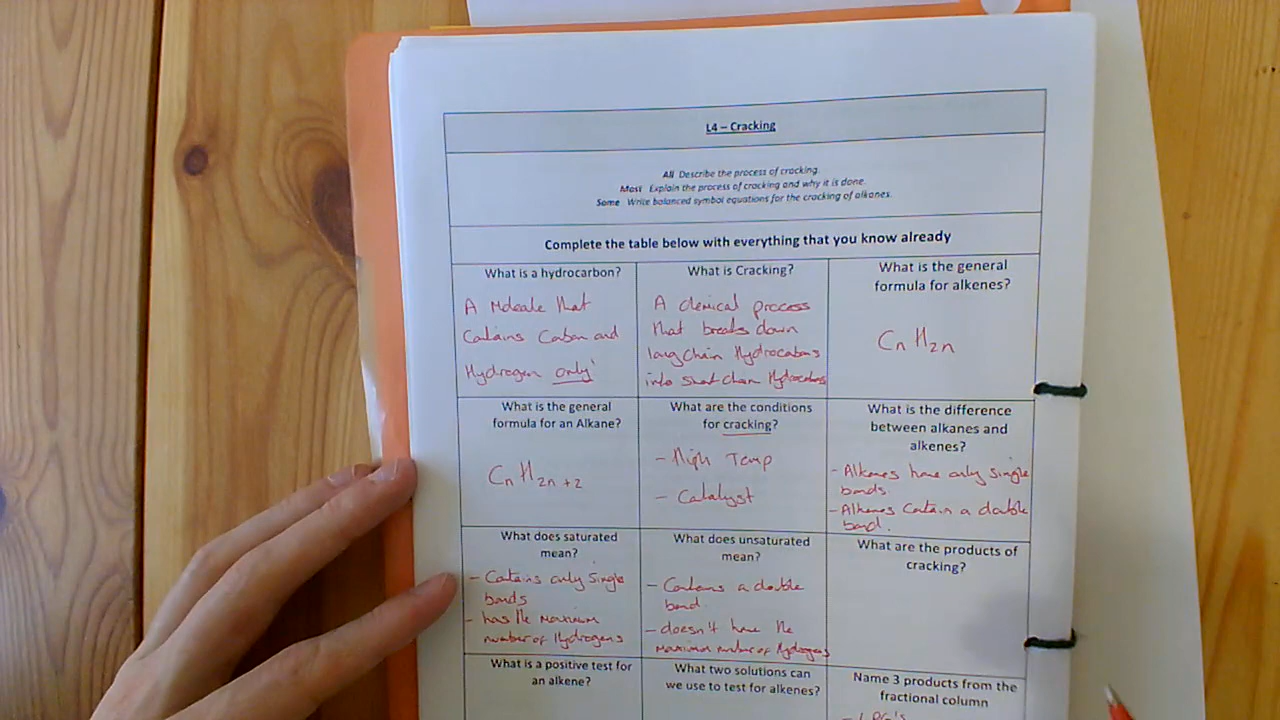 L4 – Cracking
All Describe the process of cracking.
Most Explain the process of cracking and why it is done.
Some Write balanced symbol equations for the cracking of alkanes.
Complete the table below with everything that you know already
What is a hydrocarbon?
A Molecule that
Contains Carbon and
Hydrogen only
What is Cracking?
A chemical process
that breaks down
long chain Hydrocarbons
into short chain Hydrocarbons
What is the general
formula for alkenes?
CnH2n
What is the general
formula for an Alkane?
CnH2n+2
What are the conditions
for cracking?
- High Temp
- Catalyst
What is the difference
between alkanes and
alkenes?
- Alkanes have only single
bonds.
- Alkenes Contain a double
bond.
What does saturated
mean?
- Contains only Single
bonds
- has the Maximum
number of Hydrogens
What does unsaturated
mean?
- Contains a double
bond.
- doesn't have the
Maximum number of Hydrogens
What are the products of
cracking?
What is a positive test for
an alkene?
What two solutions can
we use to test for alkenes?
Name 3 products from the
fractional column
- LPG's